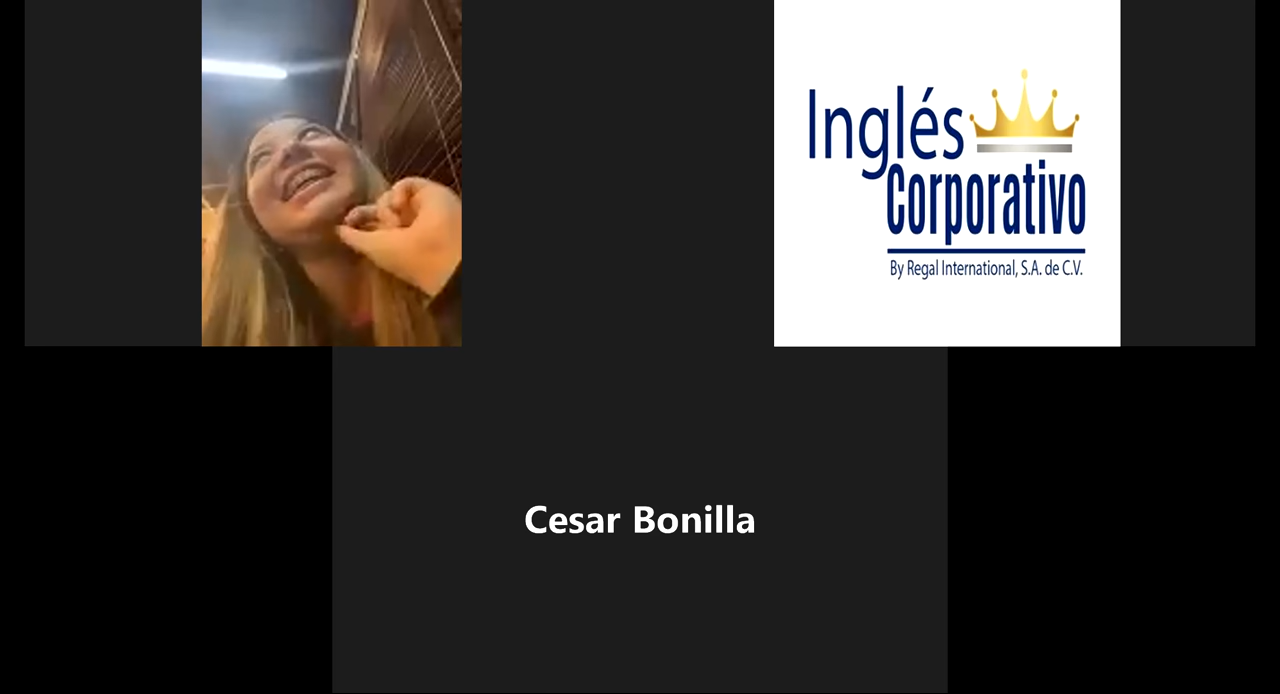 Inglés
Corporativo
By Regal International, S.A. de C.V.
Cesar Bonilla